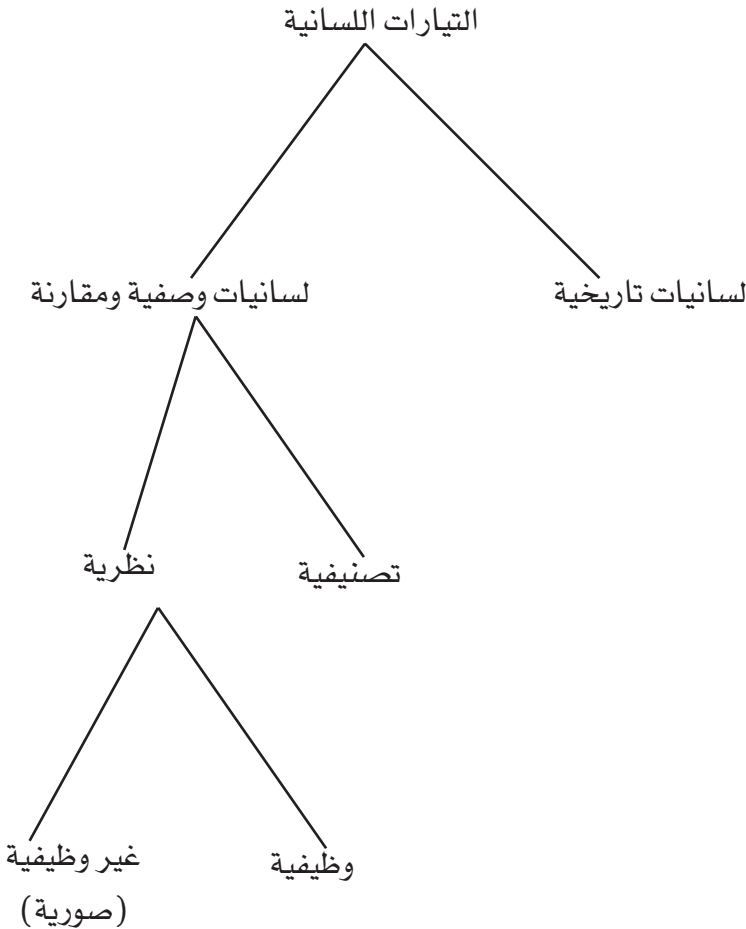 التيارات اللسانية
لسانيات تاريخية
لسانيات وصفية ومقارنة
تصنيفية
نظرية
وظيفية
غير وظيفية
(صورية)